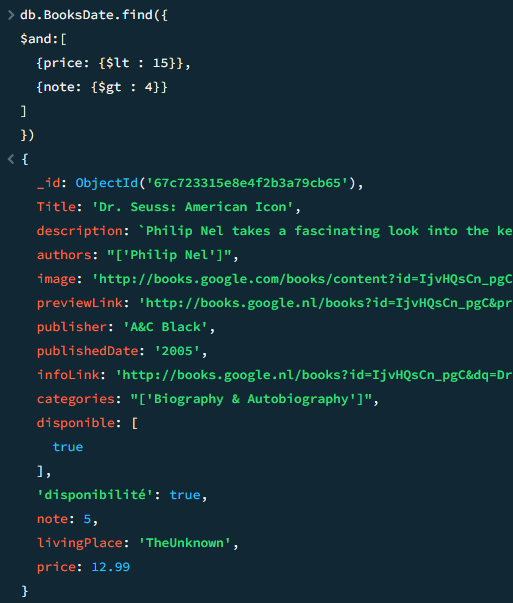 db.BooksDate.find({
$and:[
{price: {$lt : 15}},
{note: {$gt : 4}}
]
})
{
_id: ObjectId('67c723315e8e4f2b3a79cb65'),
Title: 'Dr. Seuss: American Icon',
description: `Philip Nel takes a fascinating look into the ke
authors: "['Philip Nel']",
image: 'http://books.google.com/books/content?id=IjvHQsCn_pgC
previewLink: 'http://books.google.nl/books?id=IjvHQsCn_pgC&pr
publisher: 'A&C Black',
publishedDate: '2005',
infoLink: 'http://books.google.nl/books?id=IjvHQsCn_pgC&dq=Dr
categories: "['Biography & Autobiography']",
disponible: [
true
],
'disponibilité': true,
note: 5,
livingPlace: 'TheUnknown',
price: 12.99
}